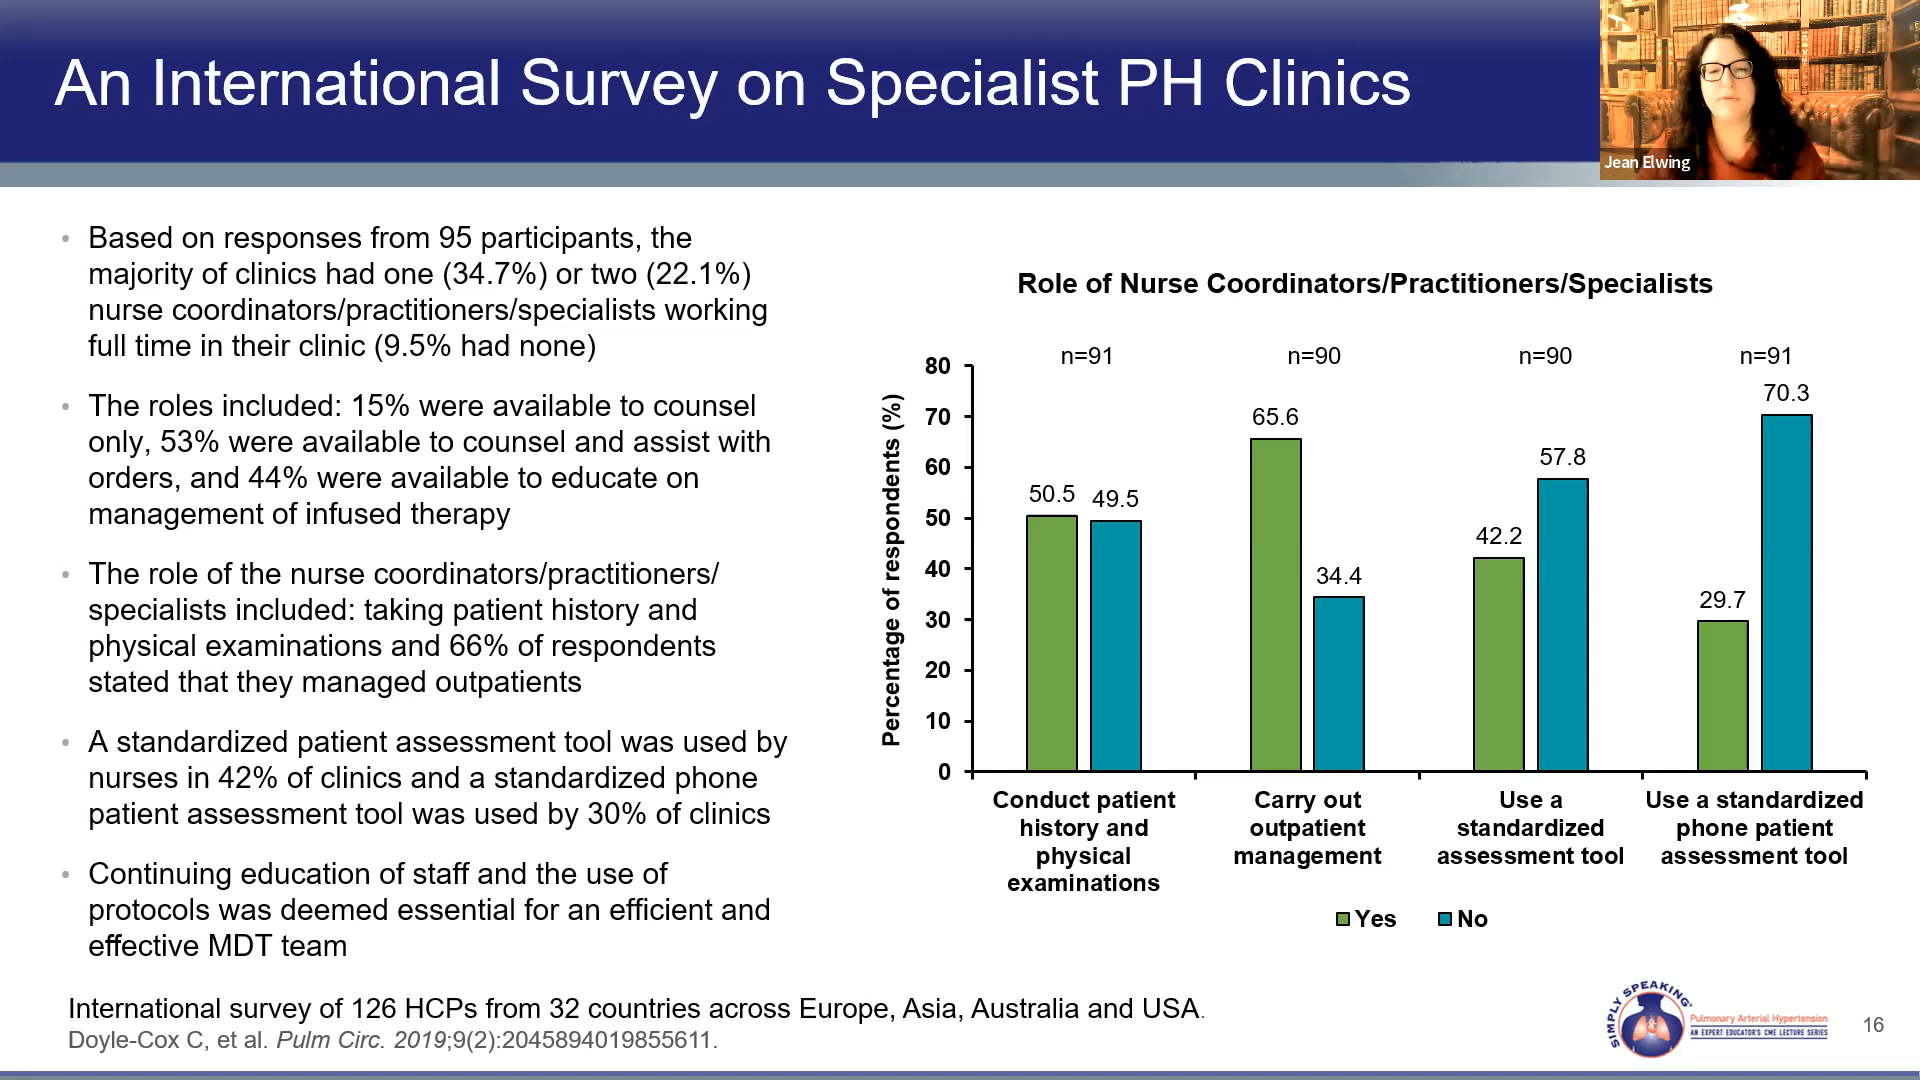 An International Survey on Specialist PH Clinics
Jean Elwing
• Based on responses from 95 participants, the
majority of clinics had one (34.7%) or two (22.1%)
nurse coordinators/practitioners/specialists working
full time in their clinic (9.5% had none)
• The roles included: 15% were available to counsel
only, 53% were available to counsel and assist with
orders, and 44% were available to educate on
management of infused therapy
• The role of the nurse coordinators/practitioners/
specialists included: taking patient history and
physical examinations and 66% of respondents
stated that they managed outpatients
• A standardized patient assessment tool was used by
nurses in 42% of clinics and a standardized phone
patient assessment tool was used by 30% of clinics
• Continuing education of staff and the use of
protocols was deemed essential for an efficient and
effective MDT team
Role of Nurse Coordinators/Practitioners/Specialists
n=91 n=90 n=90 n=91
Percentage of respondents (%)
80
70
60
50
40
30
20
10
0
50.5 49.5
65.6 34.4
42.2 57.8
29.7 70.3
Conduct patient
history and
physical
examinations
Carry out
outpatient
management
Use a
standardized
assessment tool
Use a standardized
phone patient
assessment tool
Yes No
International survey of 126 HCPs from 32 countries across Europe, Asia, Australia and USA.
Doyle-Cox C, et al. Pulm Circ. 2019;9(2):2045894019855611.
SIMPLY SPEAKING®
Pulmonary Arterial Hypertension
AN EXPERT EDUCATOR'S CME LECTURE SERIES
16